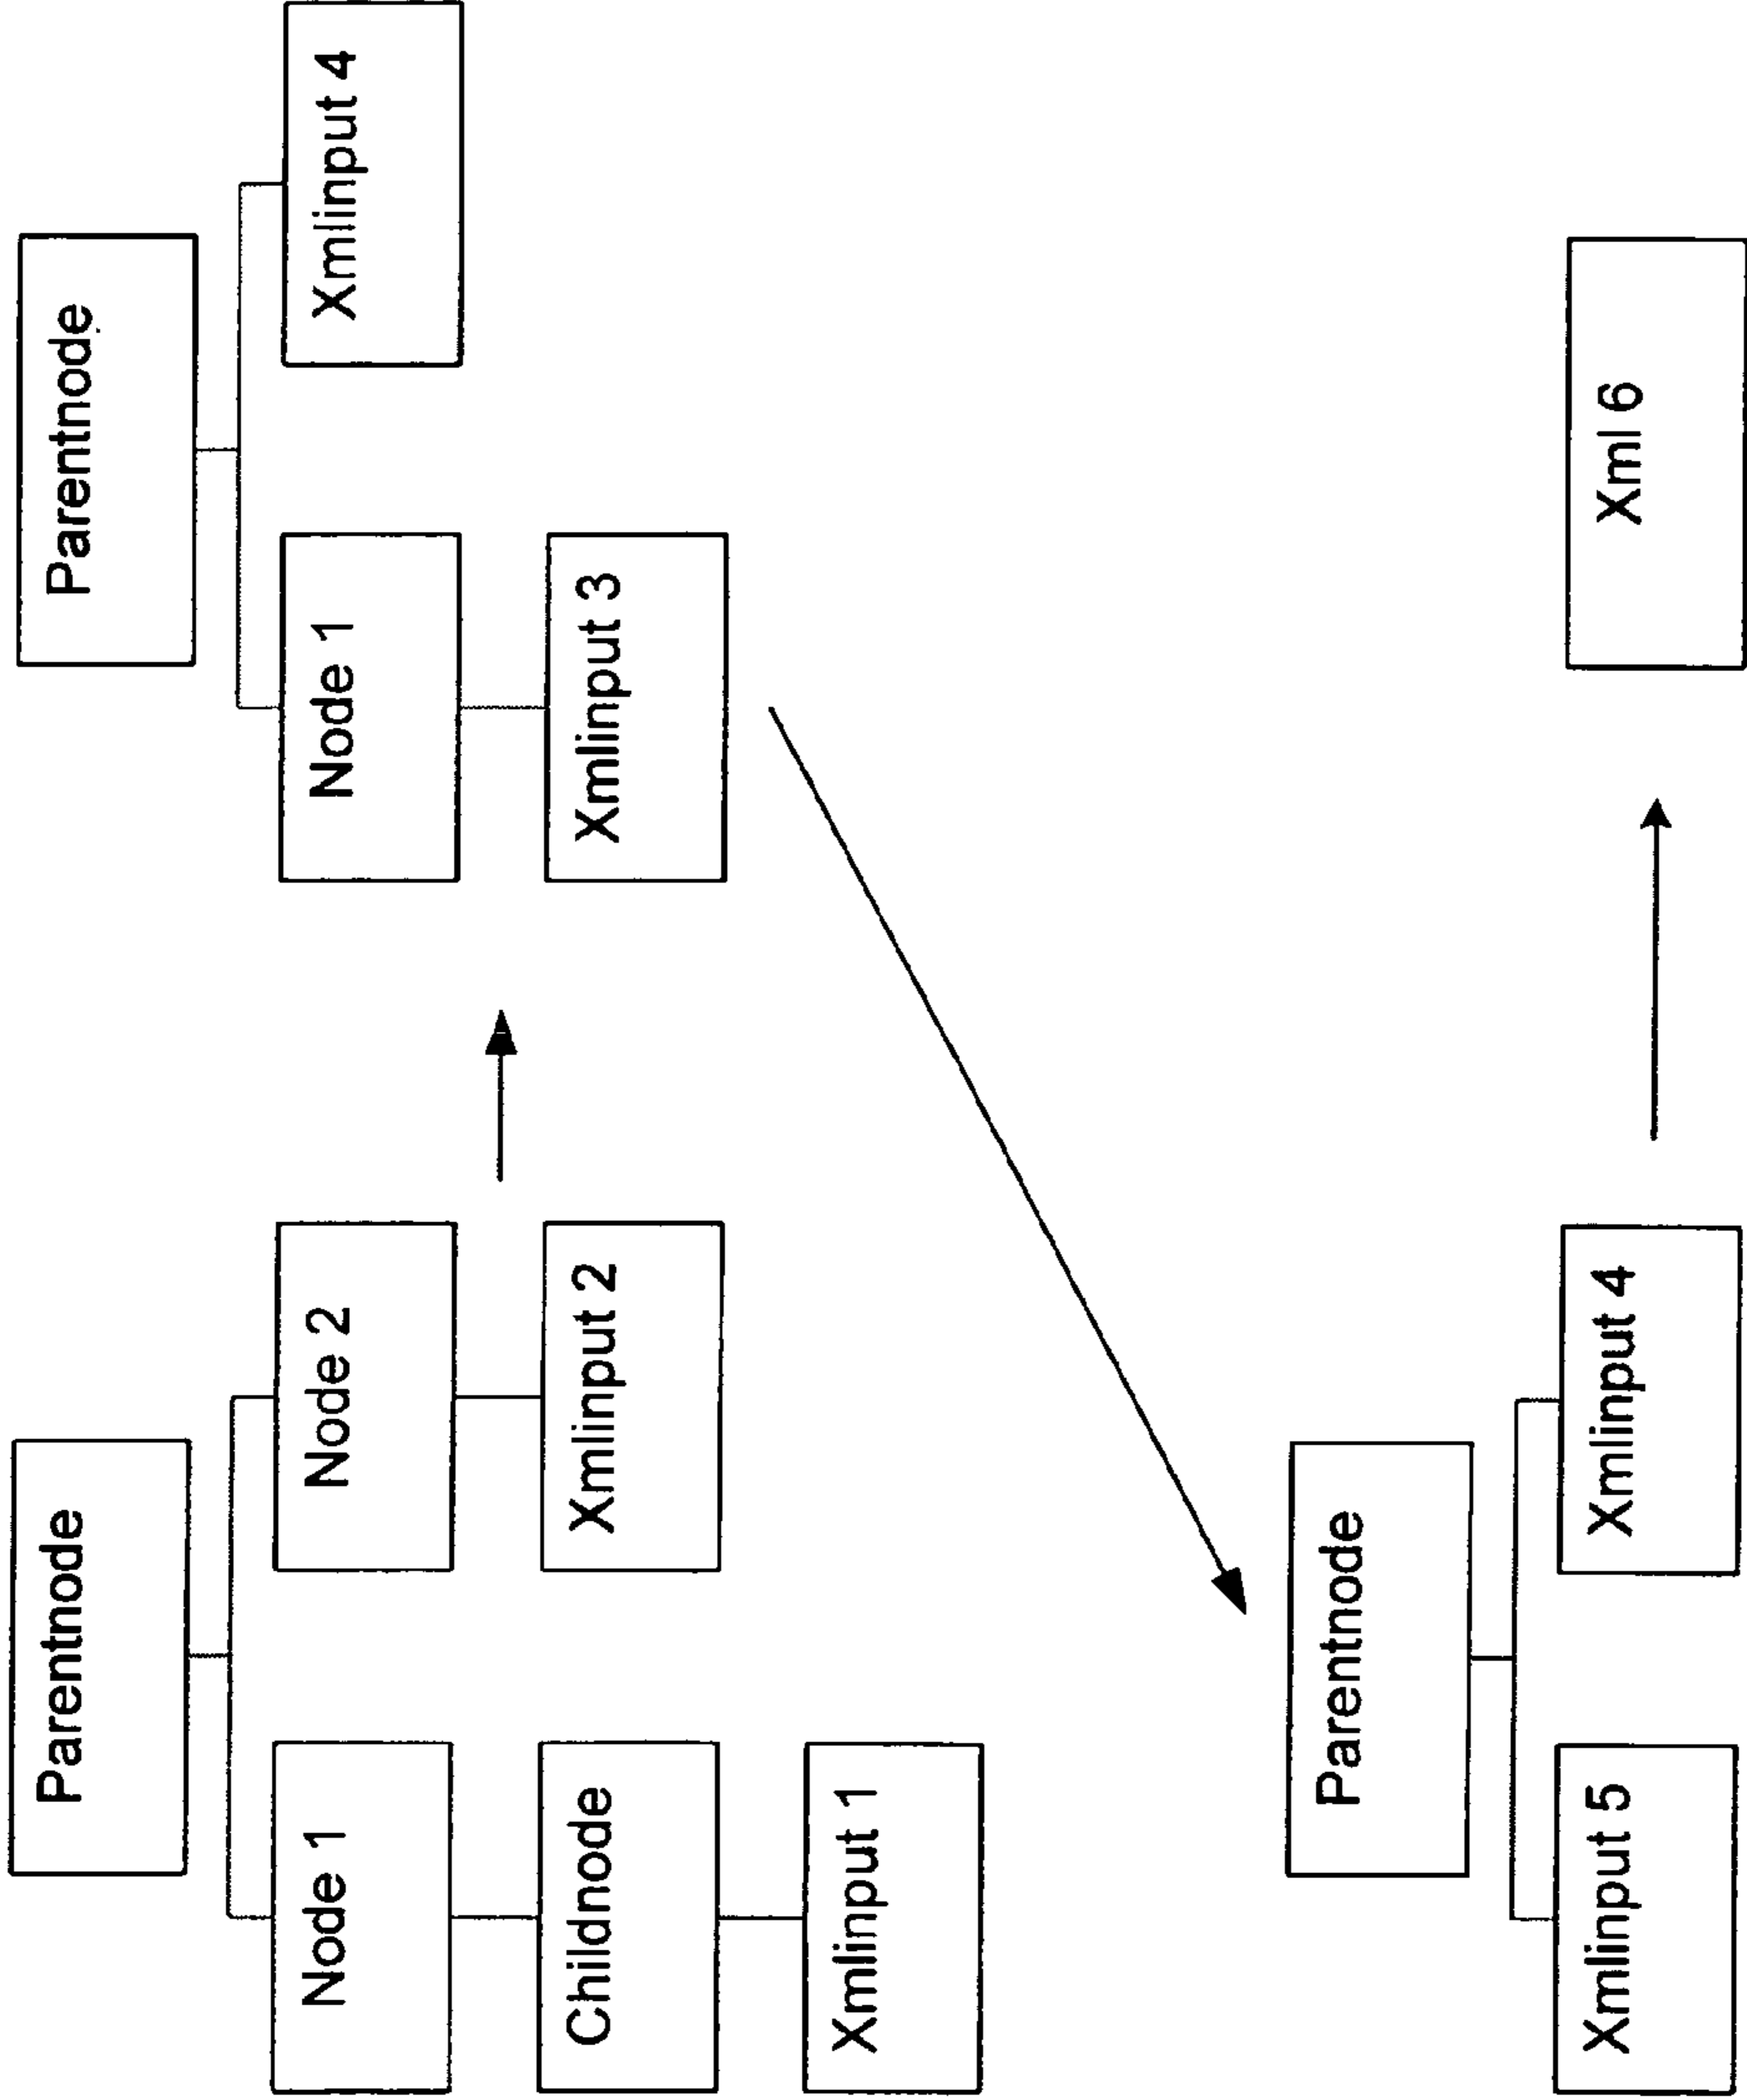 Parentnode
Node 1
Node 2
Childnode
Xmlinput 2
Xmlinput 1
Parentnode
Node 1
Xmlinput 4
Xmlinput 3
Parentnode
Xmlinput 5
Xmlinput 4
Xml 6